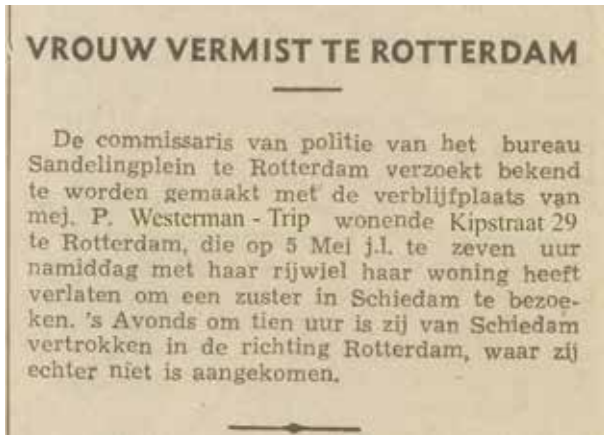 VROUW VERMIST TE ROTTERDAM
De commissaris van politie van het bureau
Sandelingplein te Rotterdam verzoekt bekend
te worden gemaakt met de verblijfplaats van
mej. P. Westerman - Trip wonende Kipstraat 29
te Rotterdam, die op 5 Mei j.l. te zeven uur
namiddag met haar rijwiel haar woning heeft
verlaten om een zuster in Schiedam te bezoe-
ken. 's Avonds om tien uur is zij van Schiedam
vertrokken in de richting Rotterdam, waar zij
echter niet is aangekomen.